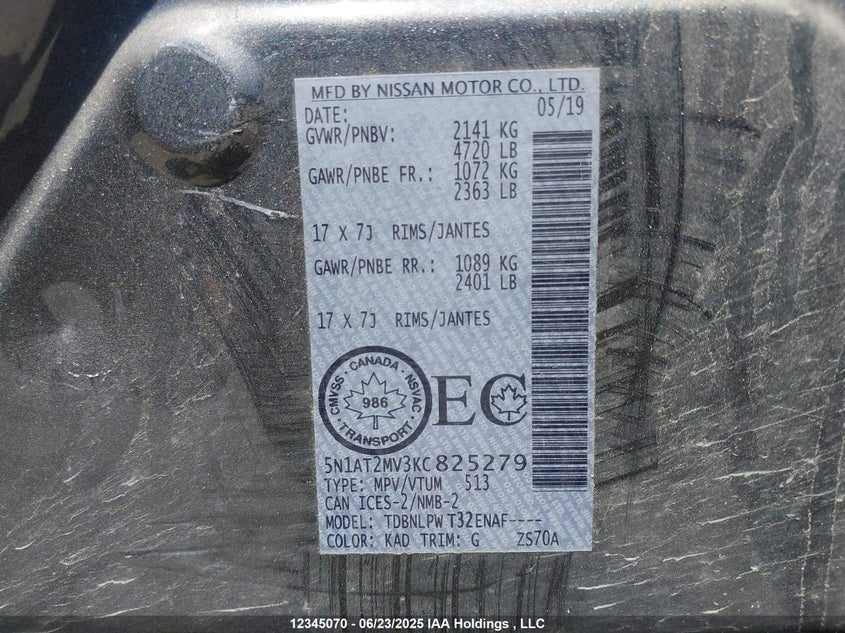 MFD BY NISSAN MOTOR CO., LTD.
DATE: 05/19
GVWR/PNBV: 2141 KG
4720 LB
GAWR/PNBE FR.: 1072 KG
2363 LB
17 X 7J RIMS/JANTES
GAWR/PNBE RR.: 1089 KG
2401 LB
17 X 7J RIMS/JANTES
CMVSS · CANADA · NSVAC
986
TRANSPORT
EC
5N1AT2MV3KC825279
TYPE: MPV/VTUM 513
CAN ICES-2/NMB-2
MODEL: TDBNLPW T32ENAF----
COLOR: KAD TRIM: G ZS70A
12345070 - 06/23/2025 IAA Holdings , LLC